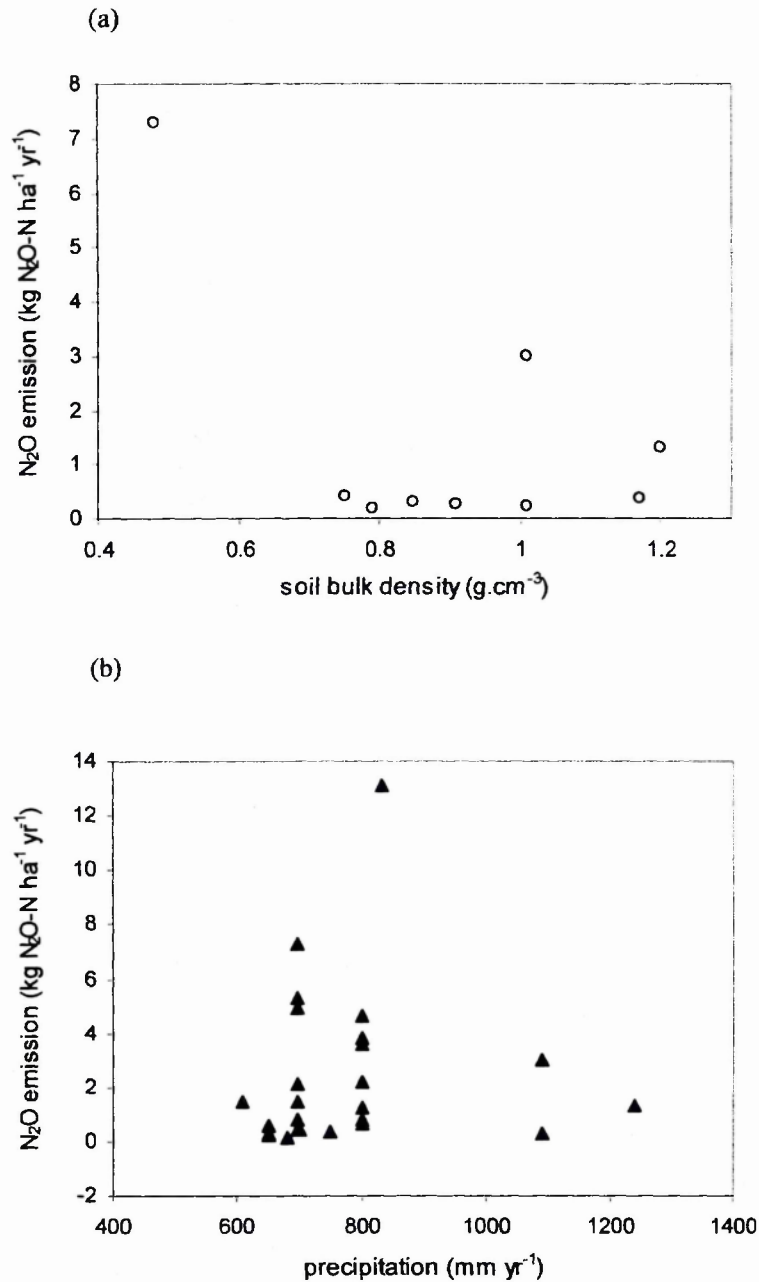 (a)
8
7
6
5
4
3
2
1
0
N₂O emission (kg N₂O-N ha⁻¹ yr⁻¹)
0.4 0.6 0.8 1 1.2
soil bulk density (g.cm⁻³)
(b)
14
12
10
8
6
4
2
0
-2
N₂O emission (kg N₂O-N ha⁻¹ yr⁻¹)
400 600 800 1000 1200 1400
precipitation (mm yr⁻¹)